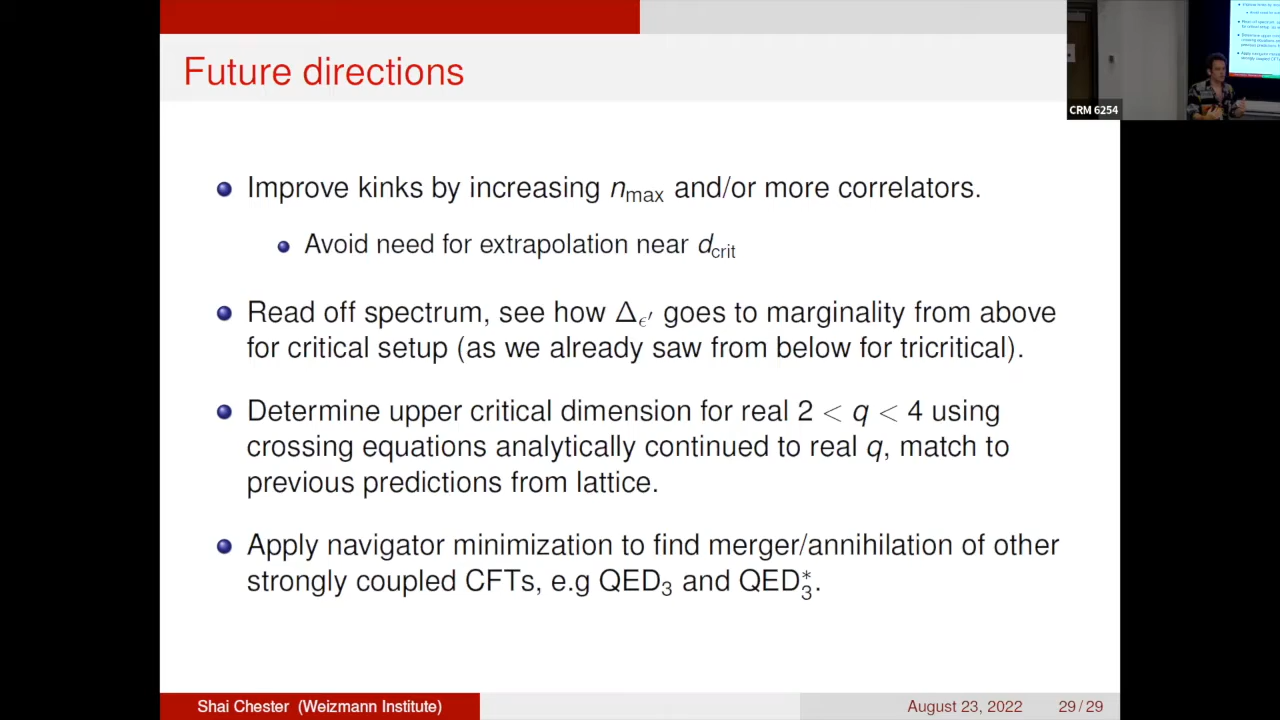 Future directions
CRM 6254
Improve kinks by increasing n_max and/or more correlators.
Avoid need for extrapolation near d_crit
Read off spectrum, see how Δ_ϵ′ goes to marginality from above
for critical setup (as we already saw from below for tricritical).
Determine upper critical dimension for real 2 < q < 4 using
crossing equations analytically continued to real q, match to
previous predictions from lattice.
Apply navigator minimization to find merger/annihilation of other
strongly coupled CFTs, e.g QED₃ and QED₃*.
Shai Chester (Weizmann Institute)
August 23, 2022
29 / 29